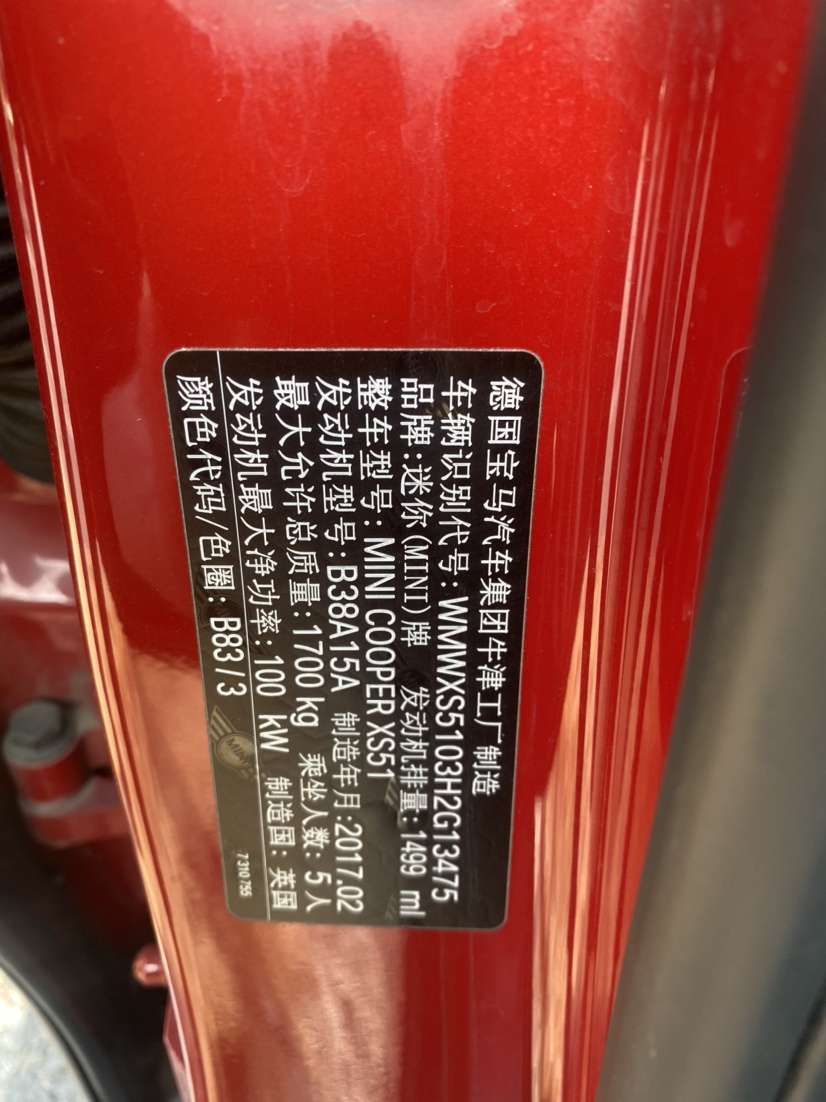 德国宝马汽车集团牛津工厂制造
车辆识别代号: WMWXS5103H2G13475
品牌:迷你(MINI)牌 发动机排量: 1499 ml
整车型号: MINI COOPER XS51
发动机型号: B38A15A 制造年月:2017.02
最大允许总质量:1700 kg 乘坐人数: 5人
发动机最大净功率:100 kW 制造国: 英国
颜色代码/色圈: B83 / 3
MINI
7 310 755